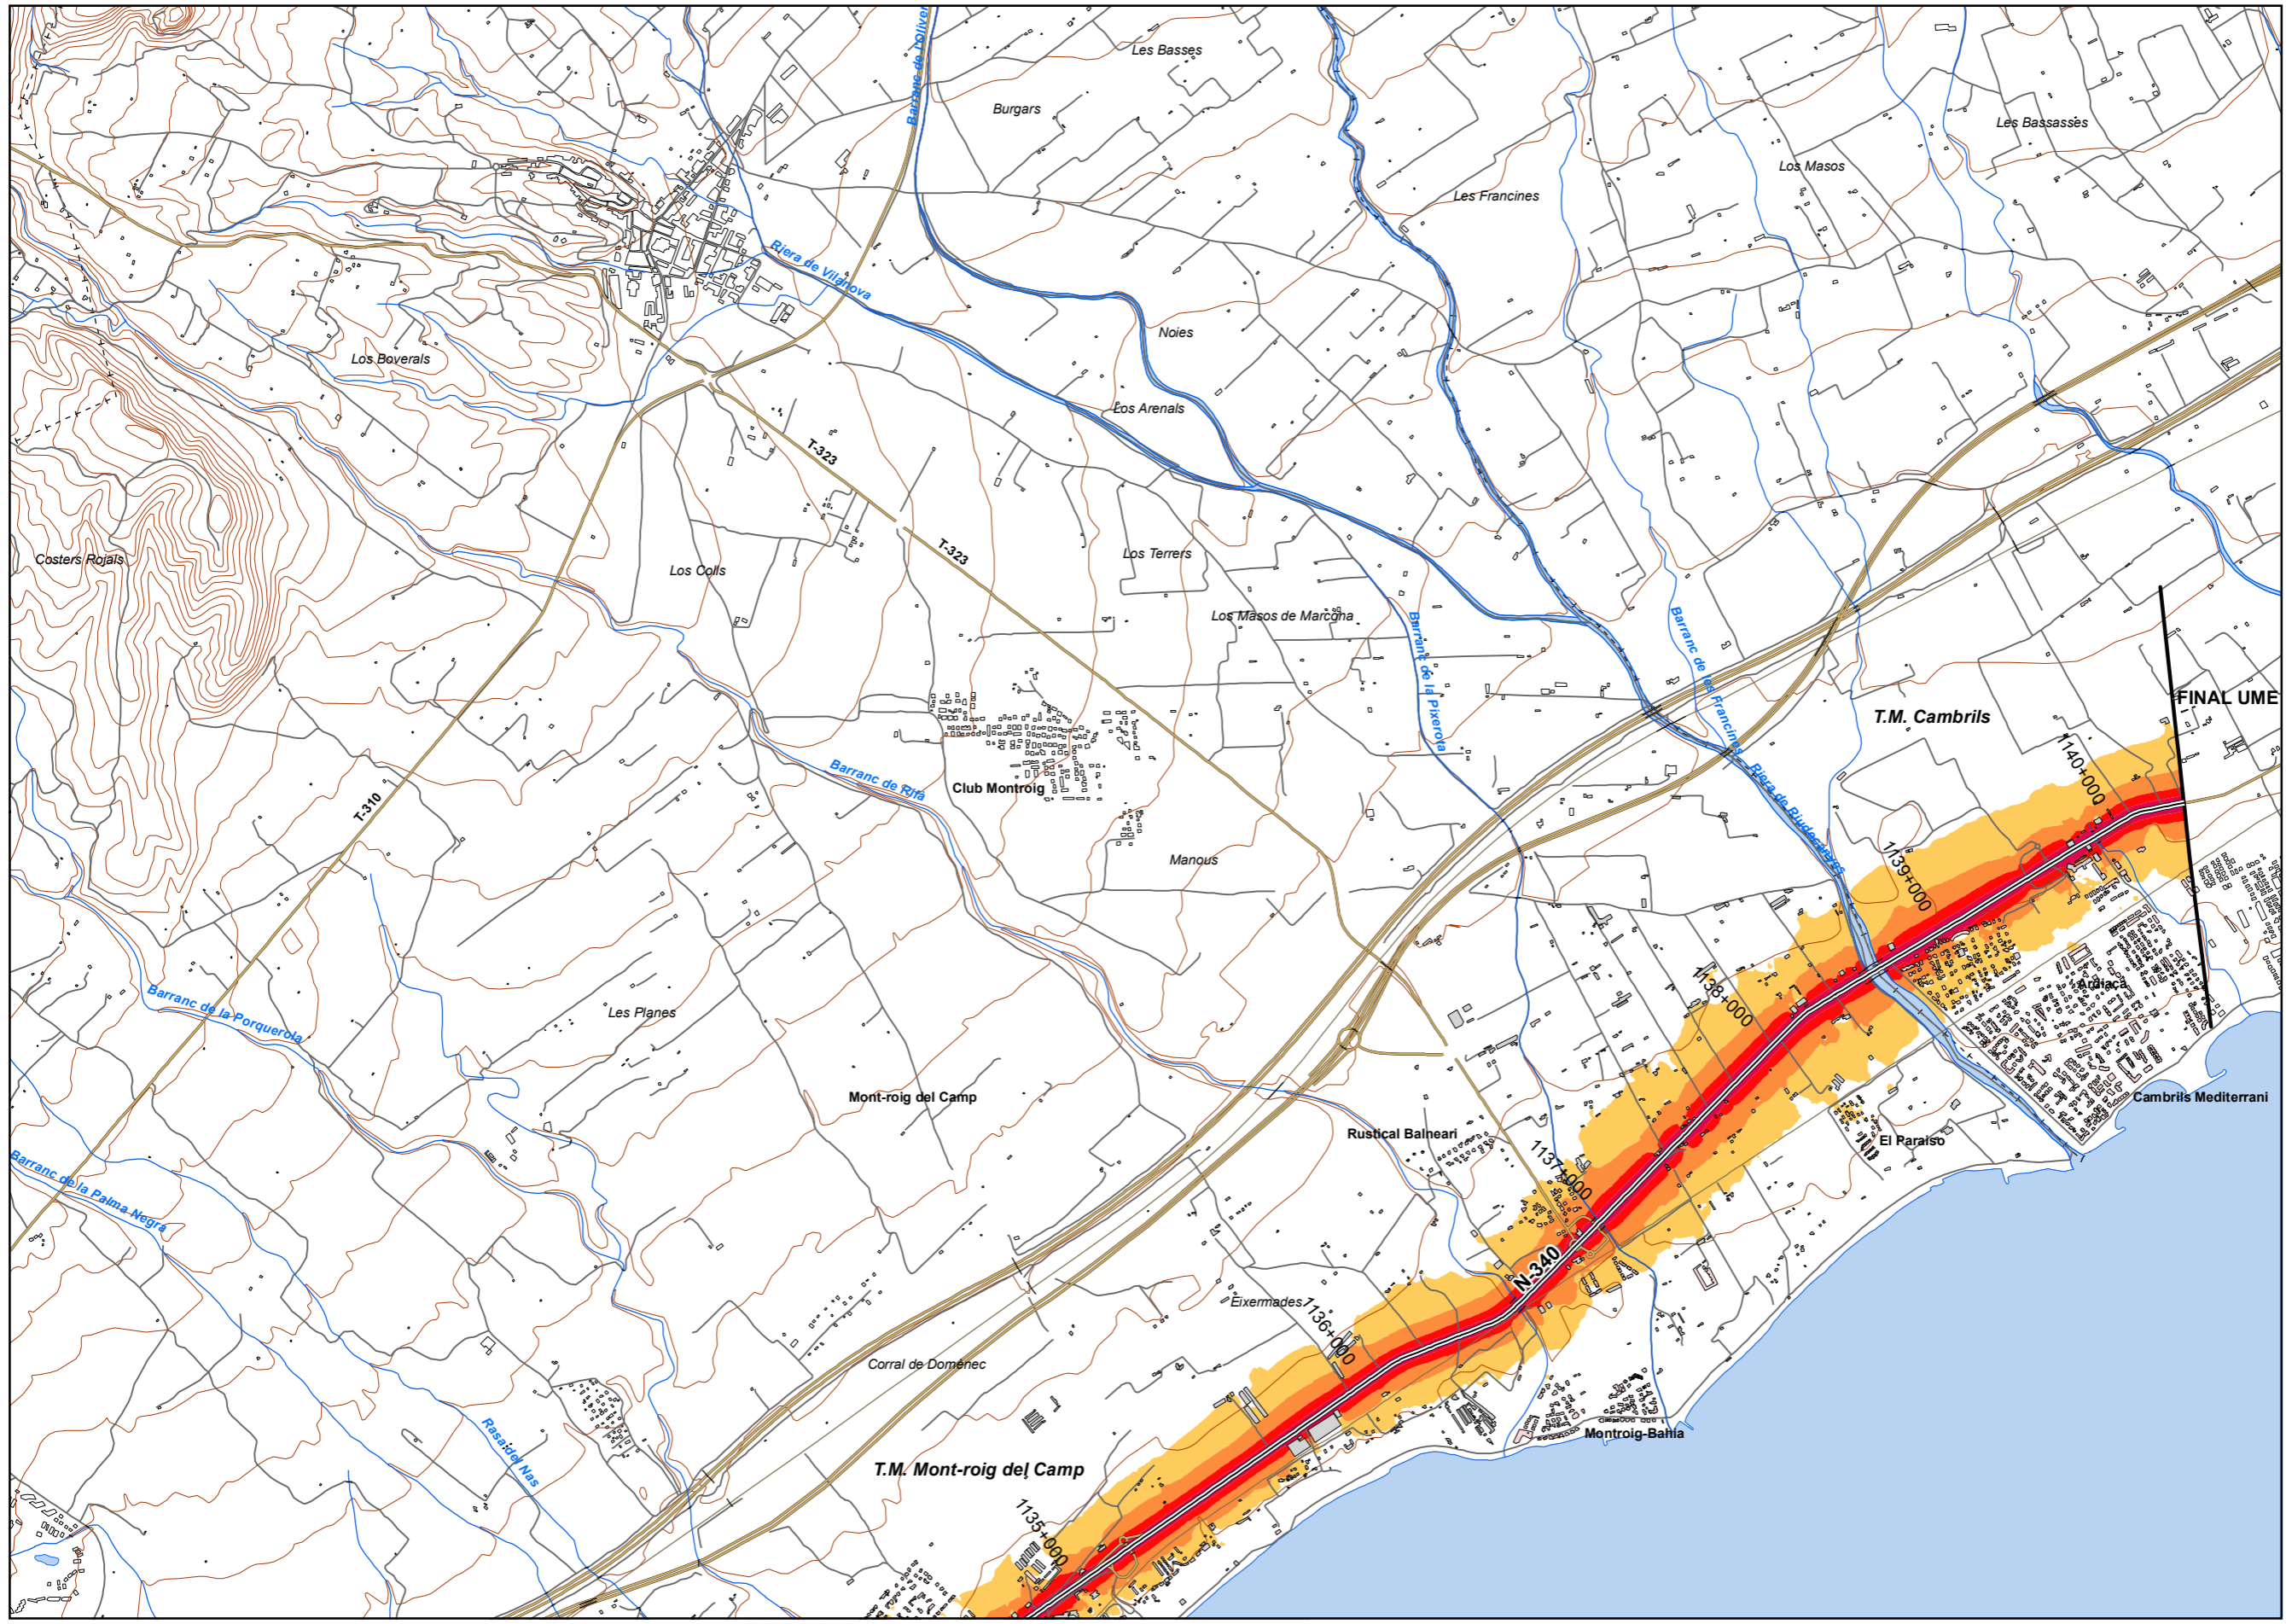 Barranc de l'Oliver
Les Basses
Burgars
Les Bassasses
Los Masos
Les Francines
Riera de Vilanova
Noies
Los Boverals
Los Arenals
T-323
T-323
Costers Rojals
Los Colls
Los Terrers
Los Masos de Marcona
Barranc de la Pixerota
Barranc de les Francines
FINAL UME
T.M. Cambrils
1140+000
Barranc de Rifà
Club Montroig
T-310
Riera de Riudecanyes
Manous
1139+000
Ardiaca
1138+000
Barranc de la Porquerola
Les Planes
Mont-roig del Camp
Cambrils Mediterrani
Rustical Balneari
El Paraiso
1137+000
Barranc de la Palma Negra
N-340
Eixermades
1136+000
Corral de Domènec
Montroig-Bahia
Rasa del Nas
T.M. Mont-roig del Camp
1135+000